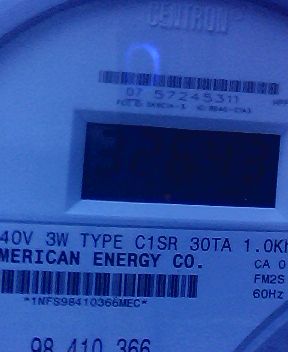 CENTRON
07 57245311
40V 3W TYPE C1SR 30TA 1.0Kh
MERICAN ENERGY CO.
CA 0
FM2S
60Hz
*1NFS98410366MEC*
98 410 366